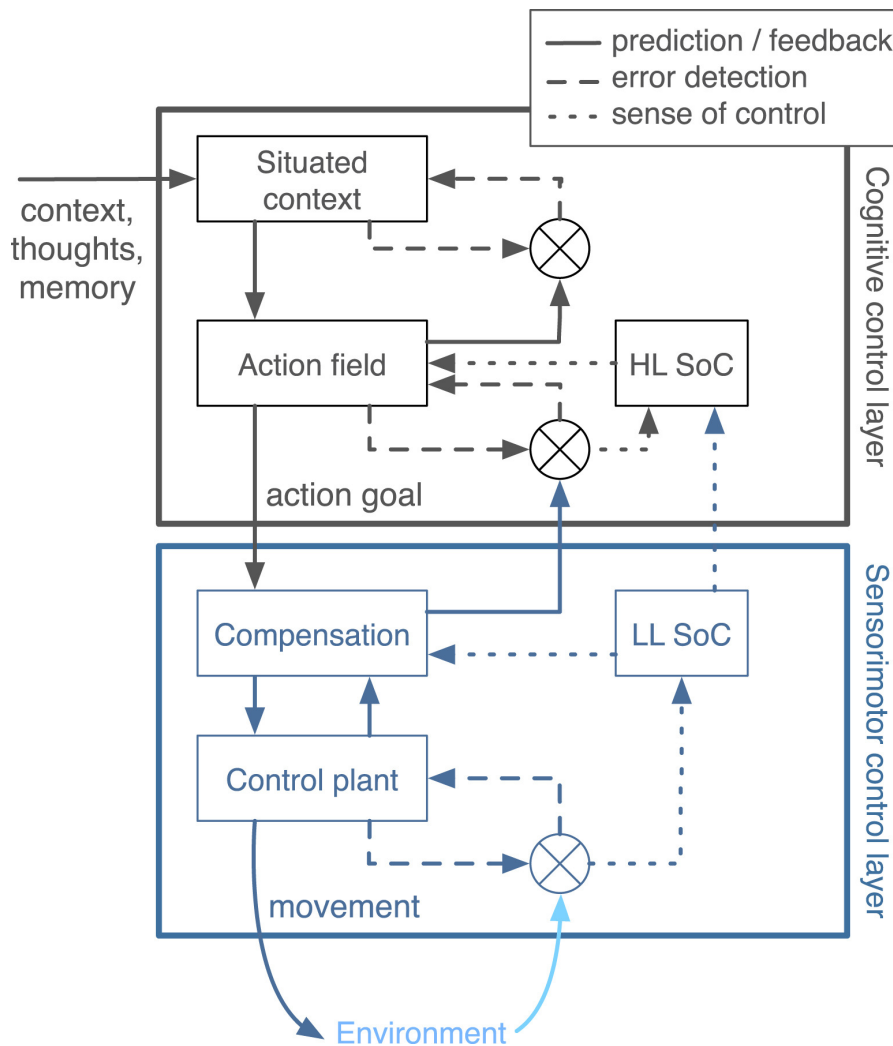 prediction / feedback
error detection
sense of control
Situated
context
context,
thoughts,
memory
Action field
HL SoC
action goal
Cognitive control layer
Compensation
LL SoC
Control plant
movement
Sensorimotor control layer
Environment